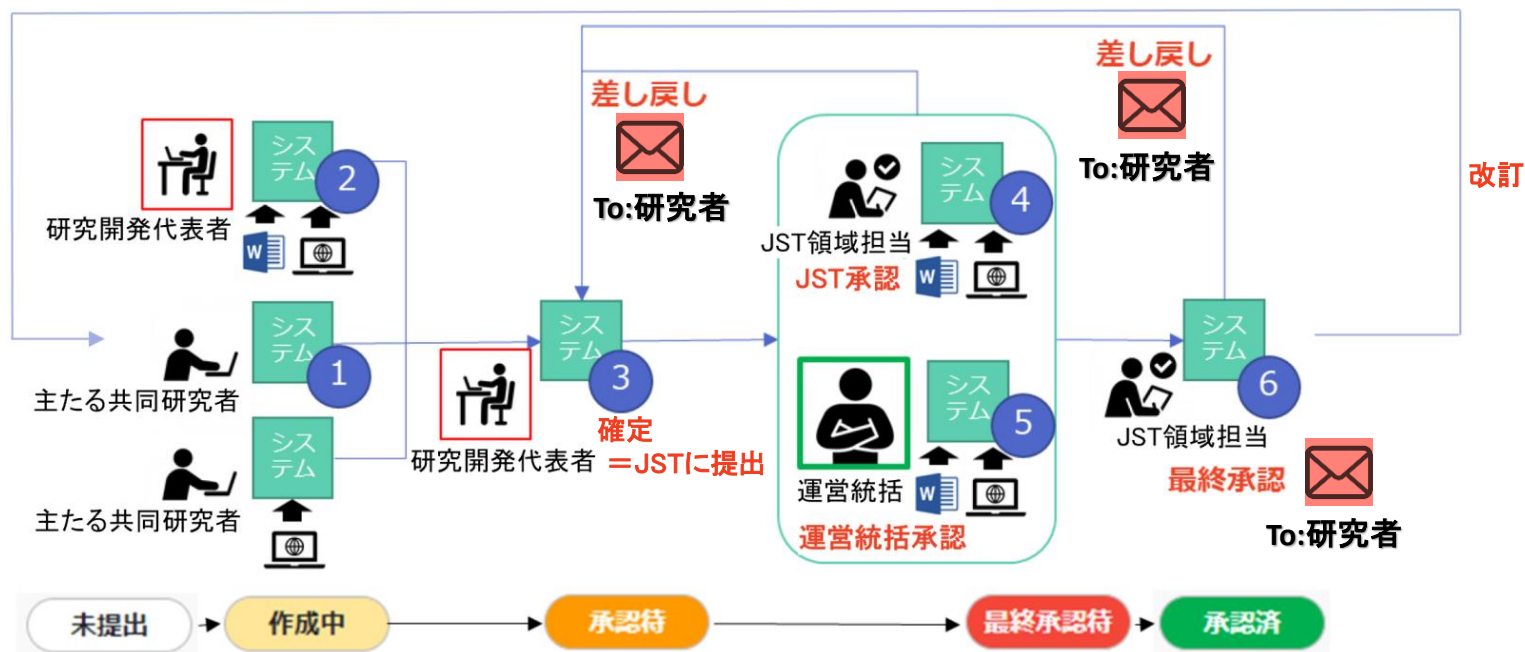 差し戻し
To:研究者
差し戻し
To:研究者
改訂
シス
テム
2
研究開発代表者
W
シス
テム
1
主たる共同研究者
シス
テム
主たる共同研究者
シス
テム
3
研究開発代表者
確定
＝JSTに提出
シス
テム
4
JST領域担当
JST承認
W
シス
テム
5
運営統括
W
運営統括承認
シス
テム
6
JST領域担当
最終承認
To:研究者
未提出
作成中
承認待
最終承認待
承認済